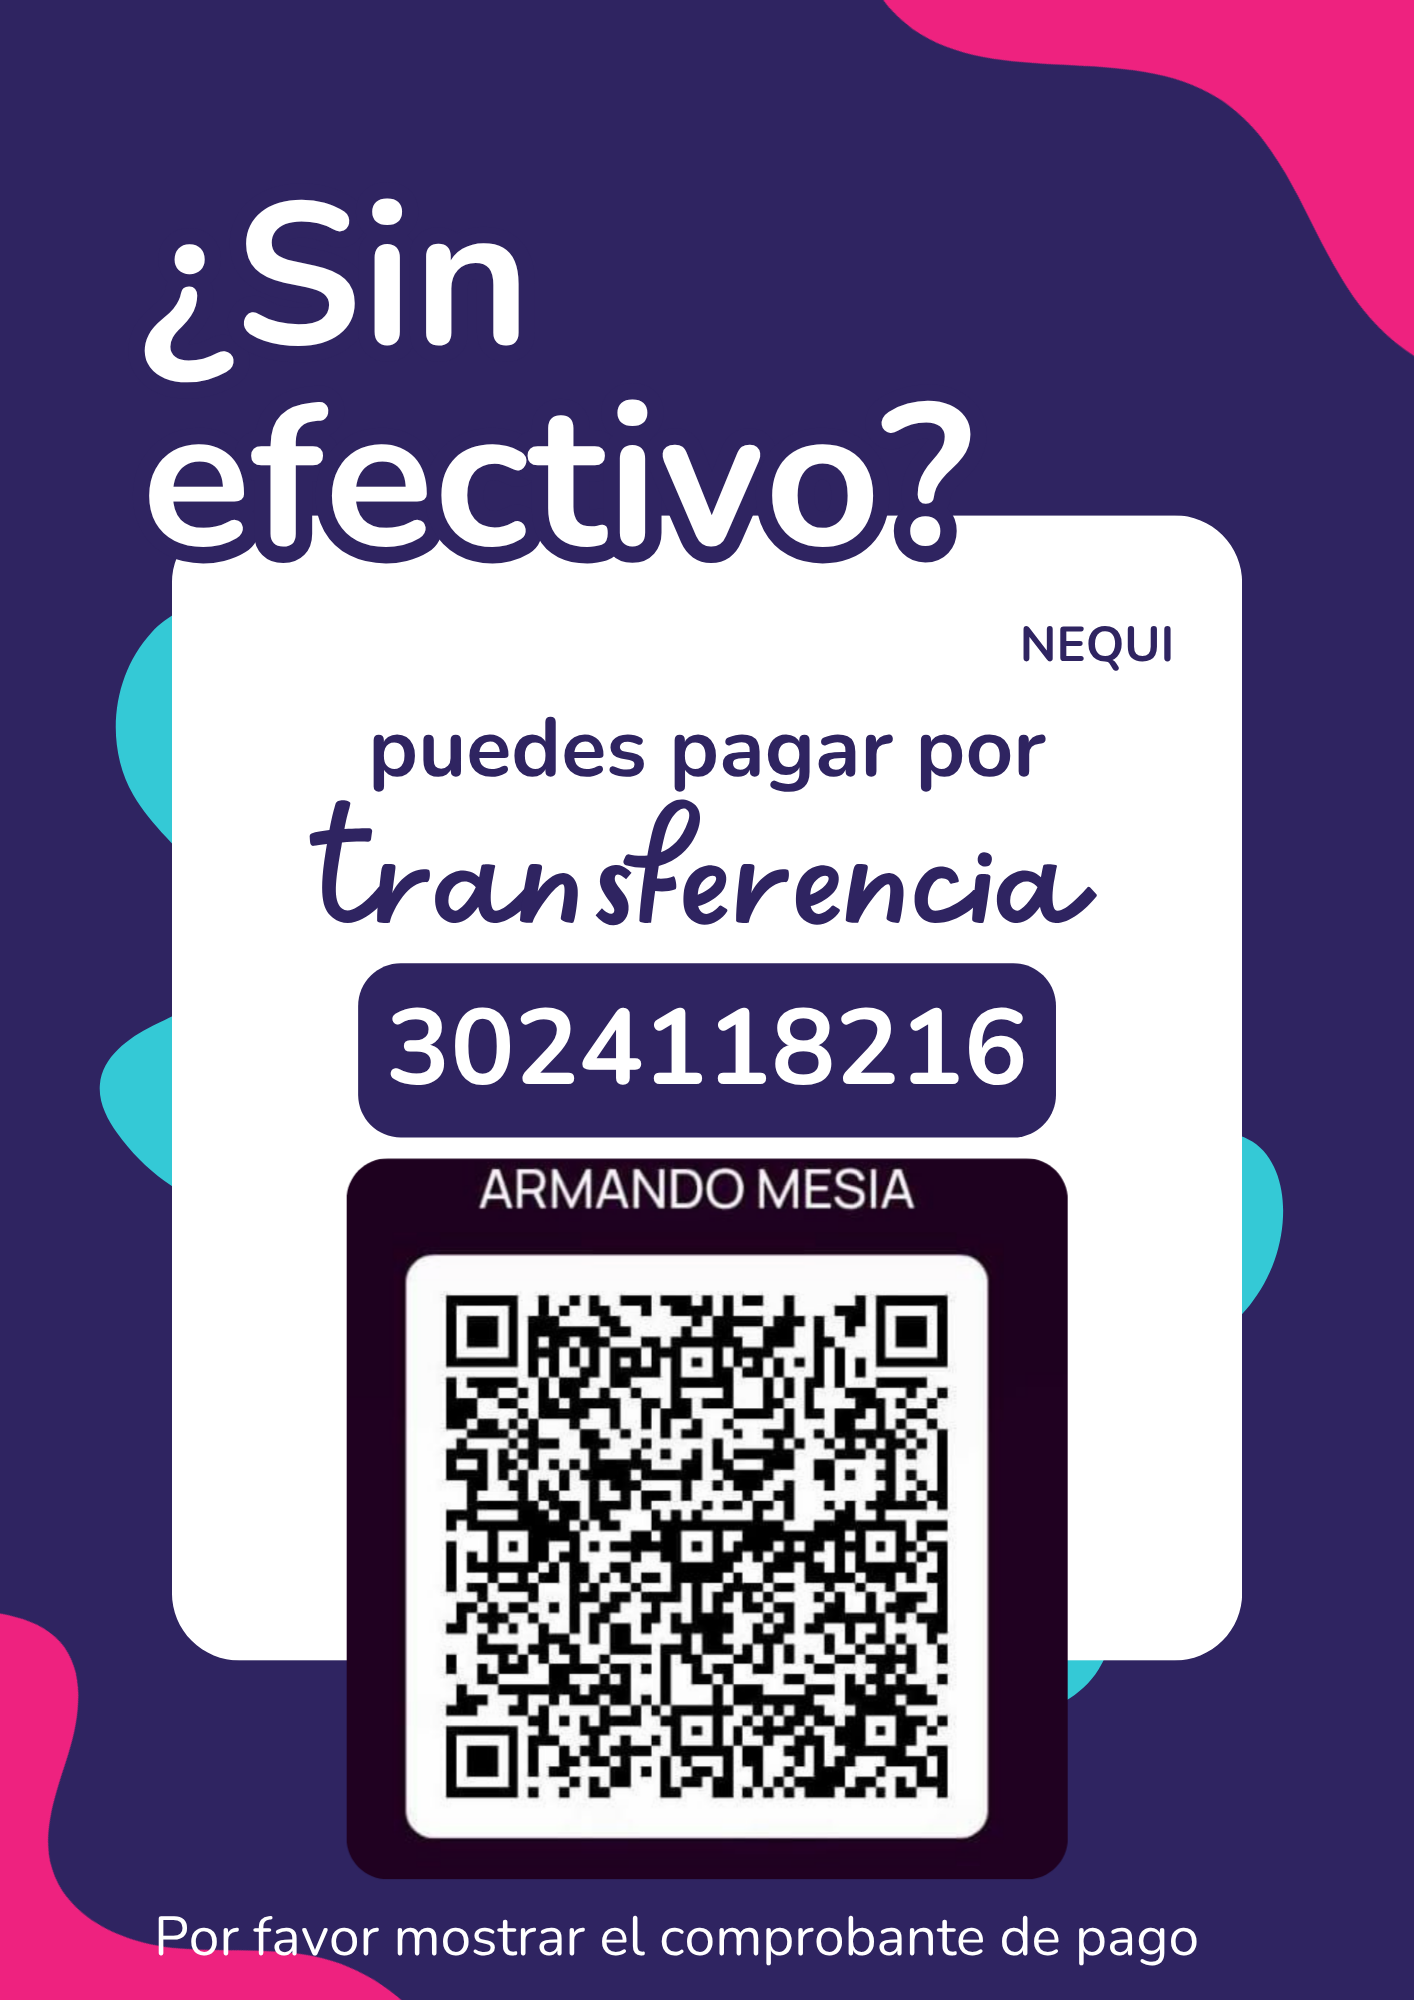 ¿Sin
efectivo?
NEQUI
puedes pagar por
transferencia
3024118216
ARMANDO MESIA
Por favor mostrar el comprobante de pago